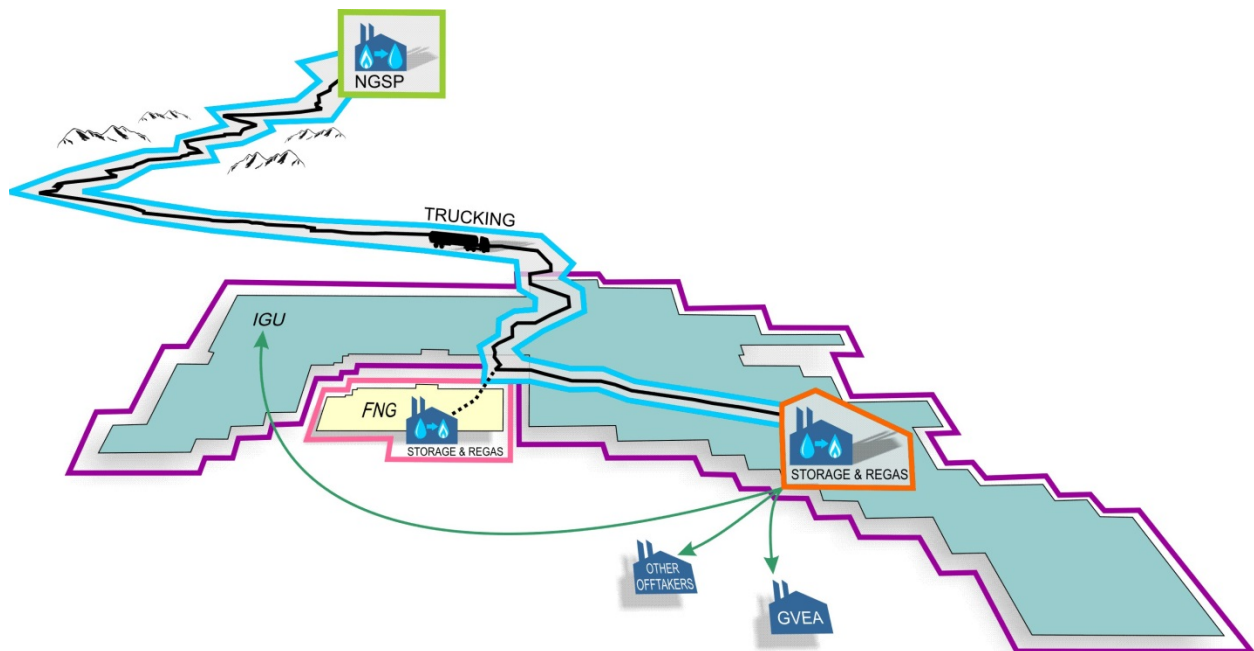 NGSP
TRUCKING
IGU
FNG
STORAGE & REGAS
STORAGE & REGAS
OTHER
OFFTAKERS
GVEA